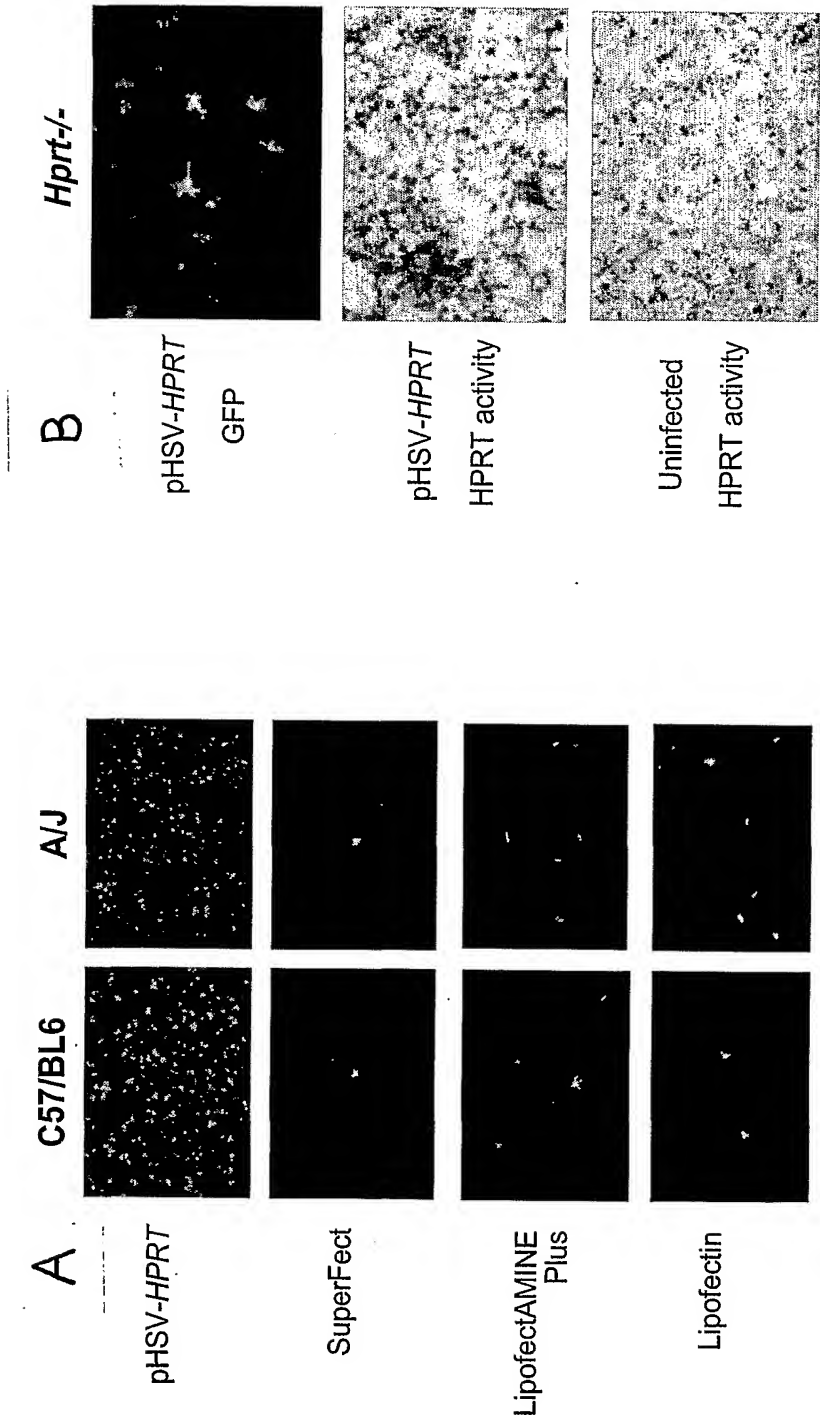 A
C57/BL6
A/J
pHSV-HPRT
SuperFect
LipofectAMINE
Plus
Lipofectin
B
Hprt-/-
pHSV-HPRT
GFP
pHSV-HPRT
HPRT activity
Uninfected
HPRT activity